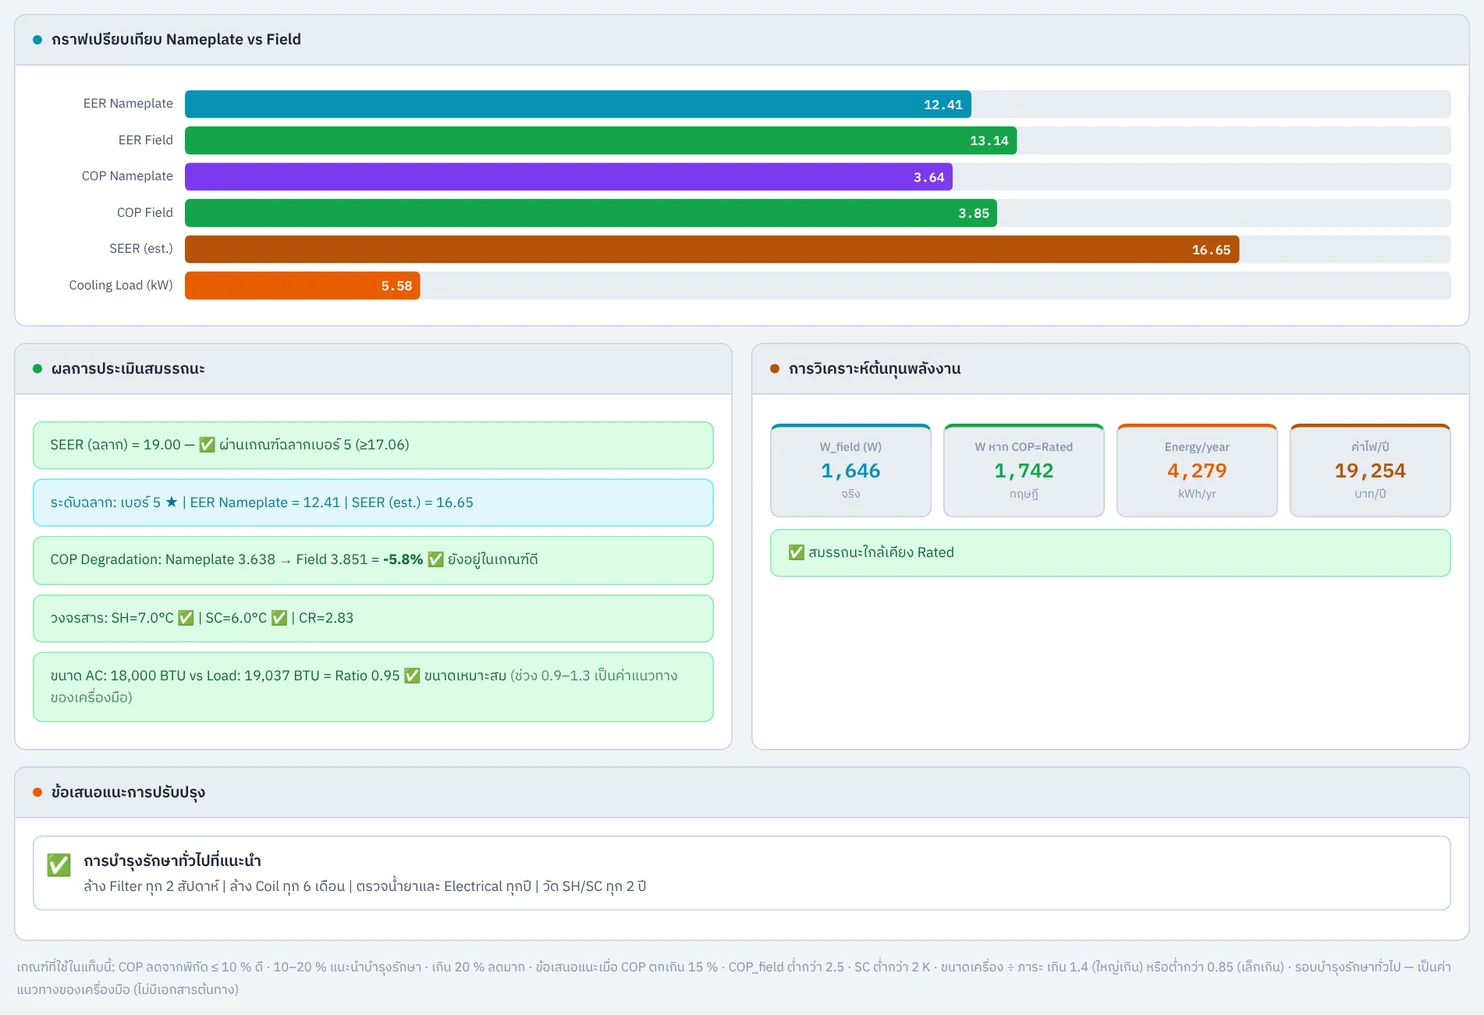 กราฟเปรียบเทียบ Nameplate vs Field
EER Nameplate 12.41
EER Field 13.14
COP Nameplate 3.64
COP Field 3.85
SEER (est.) 16.65
Cooling Load (kW) 5.58
ผลการประเมินสมรรถนะ
SEER (ฉลาก) = 19.00 — ✅ ผ่านเกณฑ์ฉลากเบอร์ 5 (≥17.06)
ระดับฉลาก: เบอร์ 5 ★ | EER Nameplate = 12.41 | SEER (est.) = 16.65
COP Degradation: Nameplate 3.638 → Field 3.851 = -5.8% ✅ ยังอยู่ในเกณฑ์ดี
วงจรสาร: SH=7.0°C ✅ | SC=6.0°C ✅ | CR=2.83
ขนาด AC: 18,000 BTU vs Load: 19,037 BTU = Ratio 0.95 ✅ ขนาดเหมาะสม (ช่วง 0.9–1.3 เป็นค่าแนวทาง
ของเครื่องมือ)
การวิเคราะห์ต้นทุนพลังงาน
W_field (W)
1,646
จริง
W หาก COP=Rated
1,742
ทฤษฎี
Energy/year
4,279
kWh/yr
ค่าไฟ/ปี
19,254
บาท/ปี
✅ สมรรถนะใกล้เคียง Rated
ข้อเสนอแนะการปรับปรุง
✅ การบำรุงรักษาทั่วไปที่แนะนำ
ล้าง Filter ทุก 2 สัปดาห์ | ล้าง Coil ทุก 6 เดือน | ตรวจน้ำยาและ Electrical ทุกปี | วัด SH/SC ทุก 2 ปี
เกณฑ์ที่ใช้ในแท็บนี้: COP ลดจากพิกัด ≤ 10 % ดี · 10–20 % แนะนำบำรุงรักษา · เกิน 20 % ลดมาก · ข้อเสนอแนะเมื่อ COP ตกเกิน 15 % · COP_field ต่ำกว่า 2.5 · SC ต่ำกว่า 2 K · ขนาดเครื่อง ÷ ภาระ เกิน 1.4 (ใหญ่เกิน) หรือต่ำกว่า 0.85 (เล็กเกิน) · รอบบำรุงรักษาทั่วไป — เป็นค่า
แนวทางของเครื่องมือ (ไม่มีเอกสารต้นทาง)